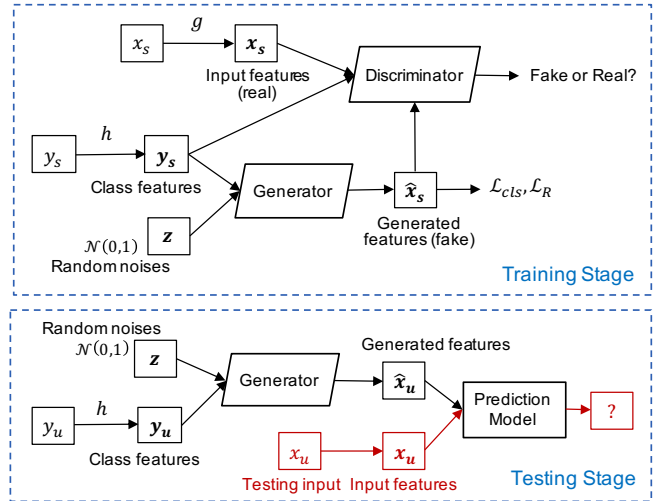 g
x_s
𝒙_𝒔
Input features
(real)
Discriminator
Fake or Real?
h
y_s
𝒚_𝒔
Class features
Generator
𝒙̂_𝒔
ℒ_cls, ℒ_R
Generated
features (fake)
𝒩(0,1)
𝒛
Random noises
Training Stage
Random noises
𝒩(0,1)
𝒛
Generator
Generated features
𝒙̂_𝐮
Prediction
Model
?
h
y_u
𝒚_𝐮
Class features
x_u
𝒙_𝐮
Testing input
Input features
Testing Stage